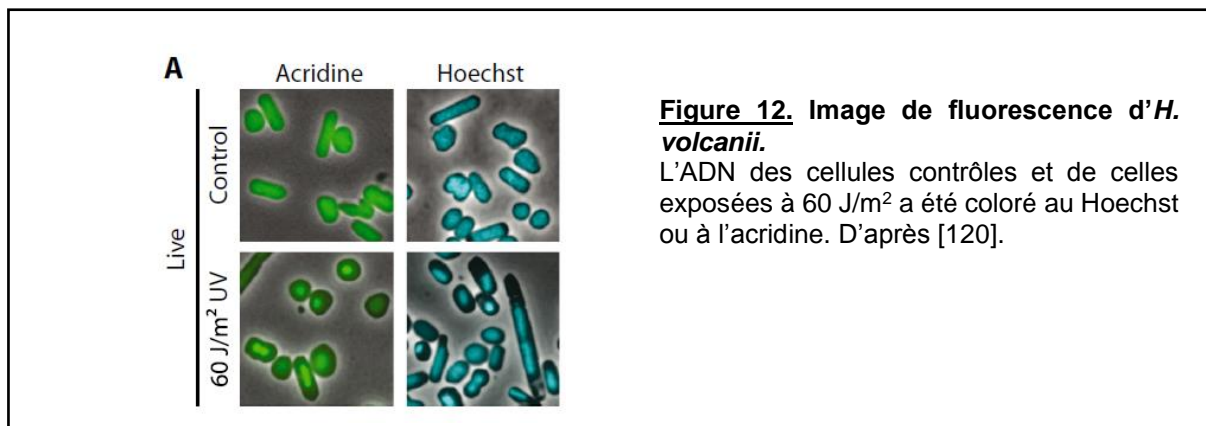 A
Acridine Hoechst
Live
Control
60 J/m² UV
Figure 12. Image de fluorescence d’H.
volcanii.
L’ADN des cellules contrôles et de celles
exposées à 60 J/m² a été coloré au Hoechst
ou à l’acridine. D’après [120].